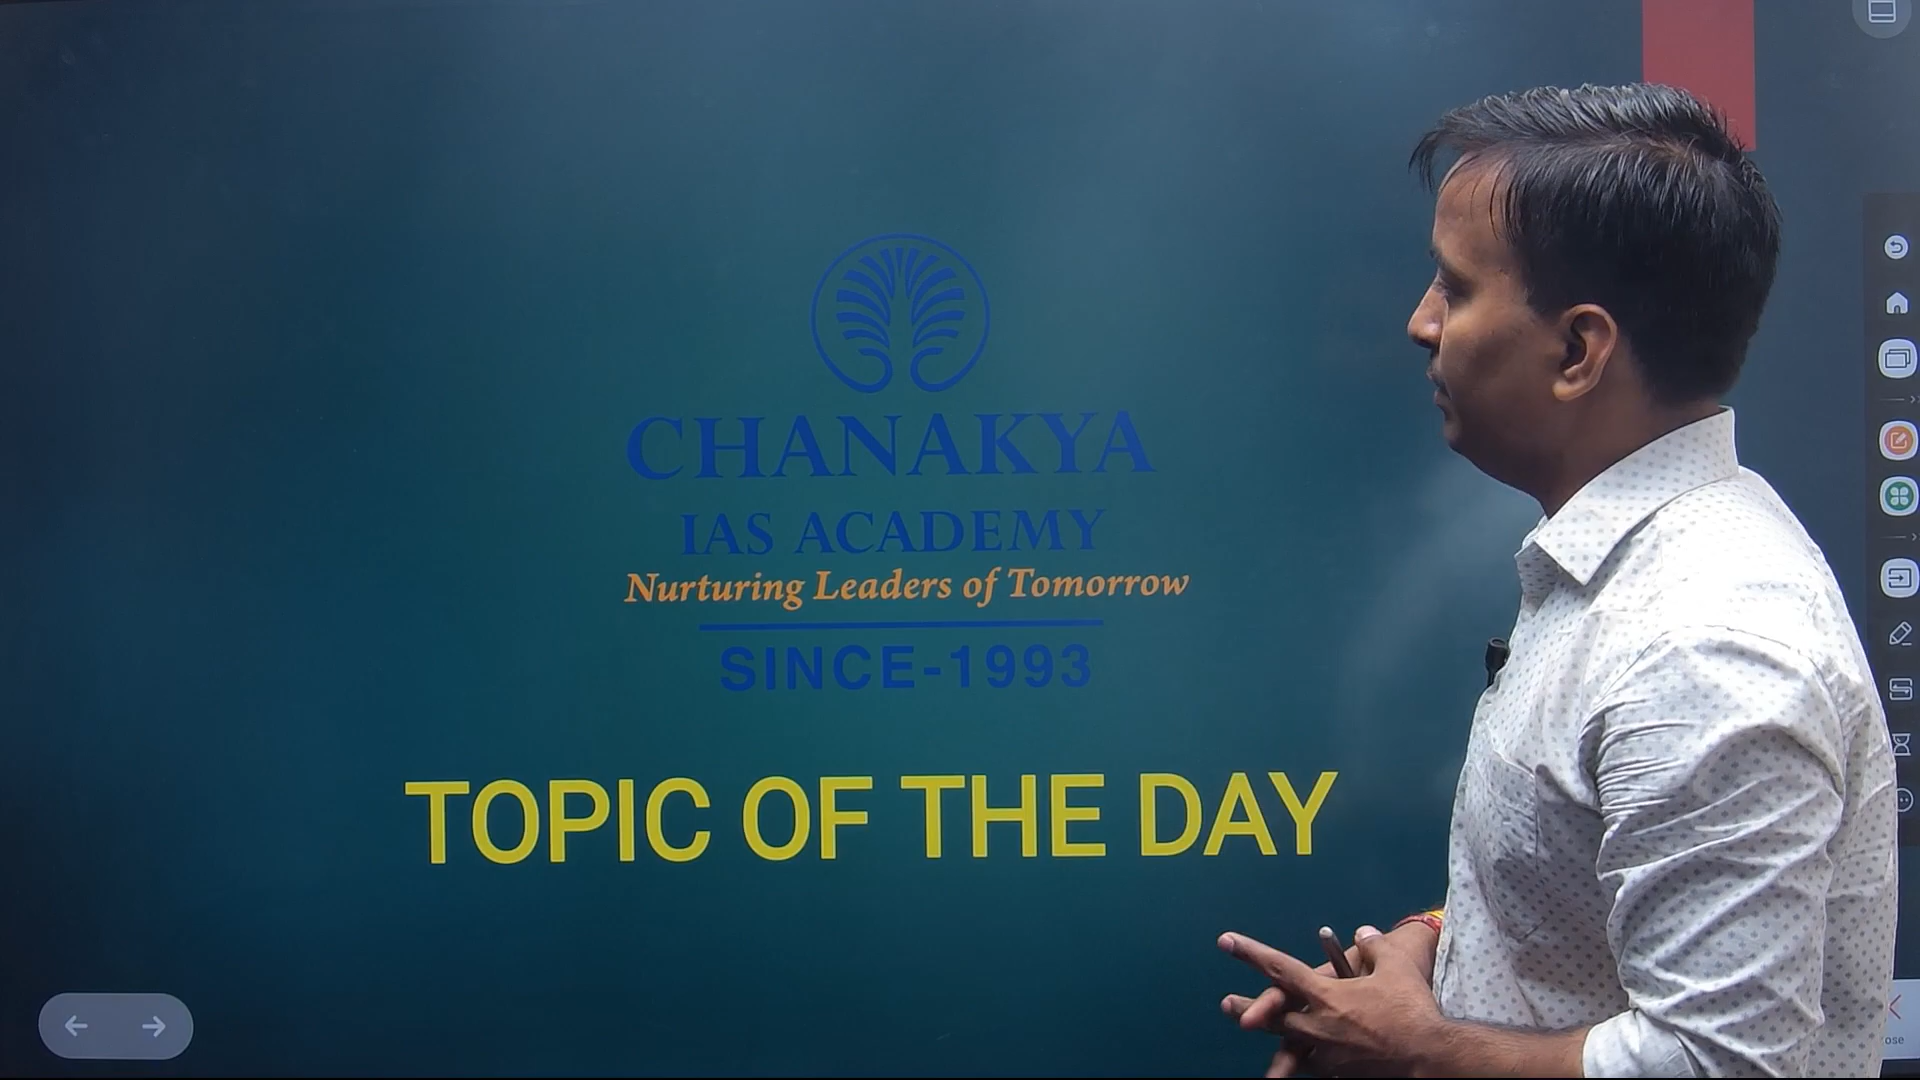 CHANAKYA
IAS ACADEMY
Nurturing Leaders of Tomorrow
SINCE-1993
TOPIC OF THE DAY